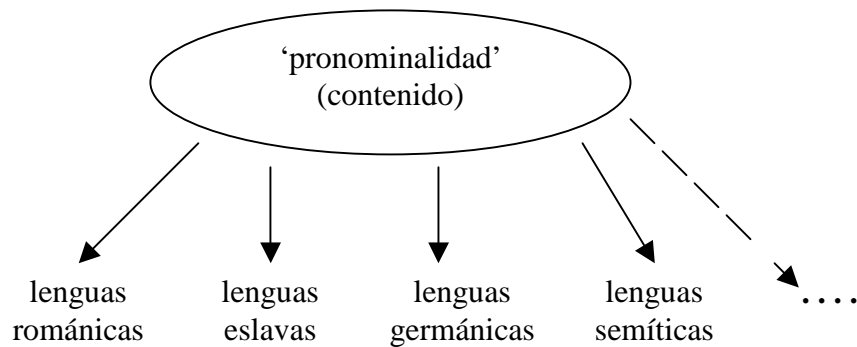 ‘pronominalidad’
(contenido)
lenguas
románicas
lenguas
eslavas
lenguas
germánicas
lenguas
semíticas
....